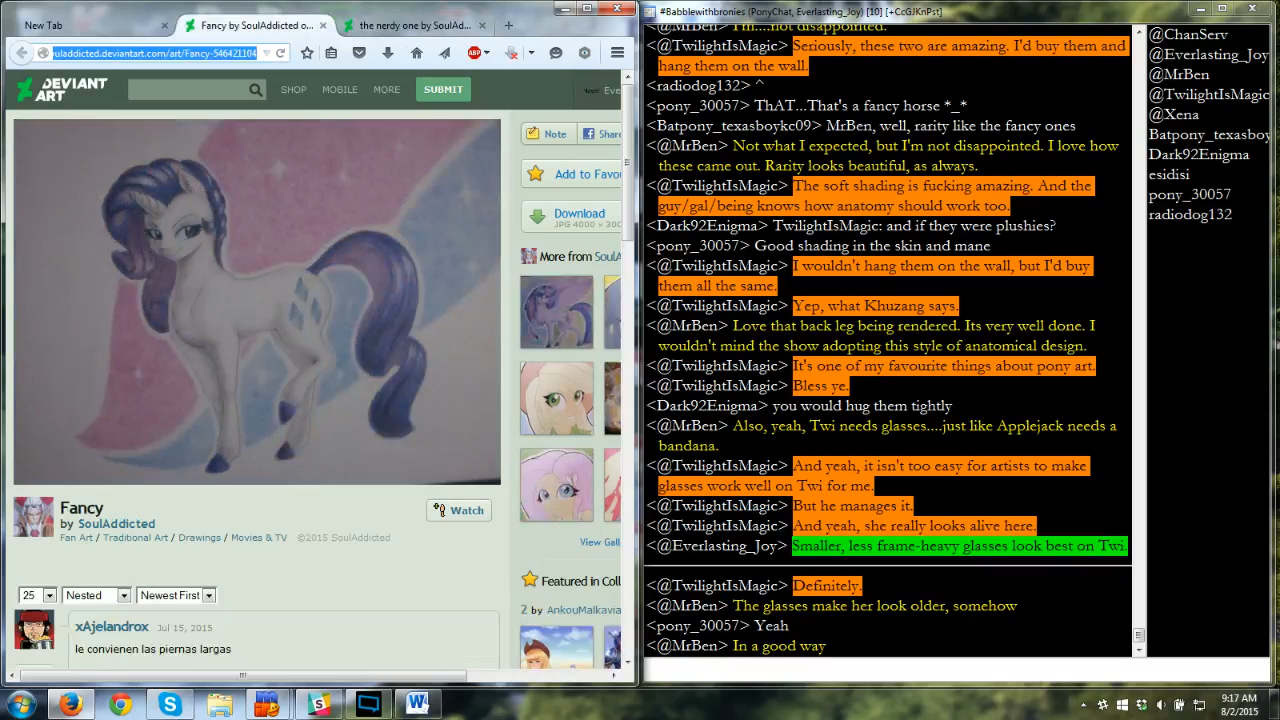 New Tab
Fancy by SoulAddicted o...
the nerdy one by SoulAd...
souladdicted.deviantart.com/art/Fancy-546421104
ABP
DEVIANT
ART
SHOP
MOBILE
MORE
SUBMIT
Eve
Note
Share
Add to Favou
Download
JPG 4000 × 300
More from SoulA
View Gall
Featured in Coll
2 by AnkouMalkavia
Fancy
by SoulAddicted
Watch
Fan Art / Traditional Art / Drawings / Movies & TV ©2015 SoulAddicted
25
Nested
Newest First
xAjelandrox Jul 15, 2015
le convienen las piernas largas
#Babblewithbronies (PonyChat, Everlasting_Joy) [10] [+CcGJKnPst]
<@MrBen> I'm....not disappointed.
<@TwilightIsMagic> Seriously, these two are amazing. I'd buy them and
hang them on the wall.
<radiodog132> ^
<pony_30057> ThAT...That's a fancy horse *_*
<Batpony_texasboykc09> MrBen, well, rarity like the fancy ones
<@MrBen> Not what I expected, but I'm not disappointed. I love how
these came out. Rarity looks beautiful, as always.
<@TwilightIsMagic> The soft shading is fucking amazing. And the
guy/gal/being knows how anatomy should work too.
<Dark92Enigma> TwilightIsMagic: and if they were plushies?
<pony_30057> Good shading in the skin and mane
<@TwilightIsMagic> I wouldn't hang them on the wall, but I'd buy
them all the same.
<@TwilightIsMagic> Yep, what Khuzang says.
<@MrBen> Love that back leg being rendered. Its very well done. I
wouldn't mind the show adopting this style of anatomical design.
<@TwilightIsMagic> It's one of my favourite things about pony art.
<@TwilightIsMagic> Bless ye.
<Dark92Enigma> you would hug them tightly
<@MrBen> Also, yeah, Twi needs glasses....just like Applejack needs a
bandana.
<@TwilightIsMagic> And yeah, it isn't too easy for artists to make
glasses work well on Twi for me.
<@TwilightIsMagic> But he manages it.
<@TwilightIsMagic> And yeah, she really looks alive here.
<@Everlasting_Joy> Smaller, less frame-heavy glasses look best on Twi.
<@TwilightIsMagic> Definitely.
<@MrBen> The glasses make her look older, somehow
<pony_30057> Yeah
<@MrBen> In a good way
@ChanServ
@Everlasting_Joy
@MrBen
@TwilightIsMagic
@Xena
Batpony_texasboy
Dark92Enigma
esidisi
pony_30057
radiodog132
9:17 AM
8/2/2015